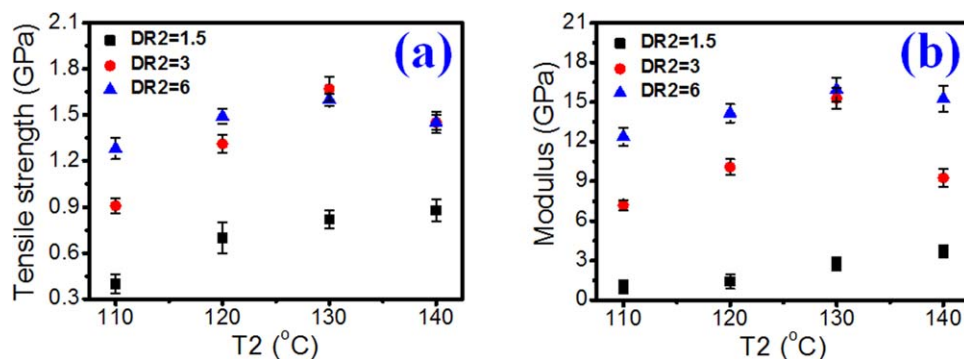 Tensile strength (GPa)
2.1
1.8
1.5
1.2
0.9
0.6
0.3
DR2=1.5
DR2=3
DR2=6
(a)
110 120 130 140
T2 (°C)
Modulus (GPa)
21
18
15
12
9
6
3
0
DR2=1.5
DR2=3
DR2=6
(b)
110 120 130 140
T2 (°C)